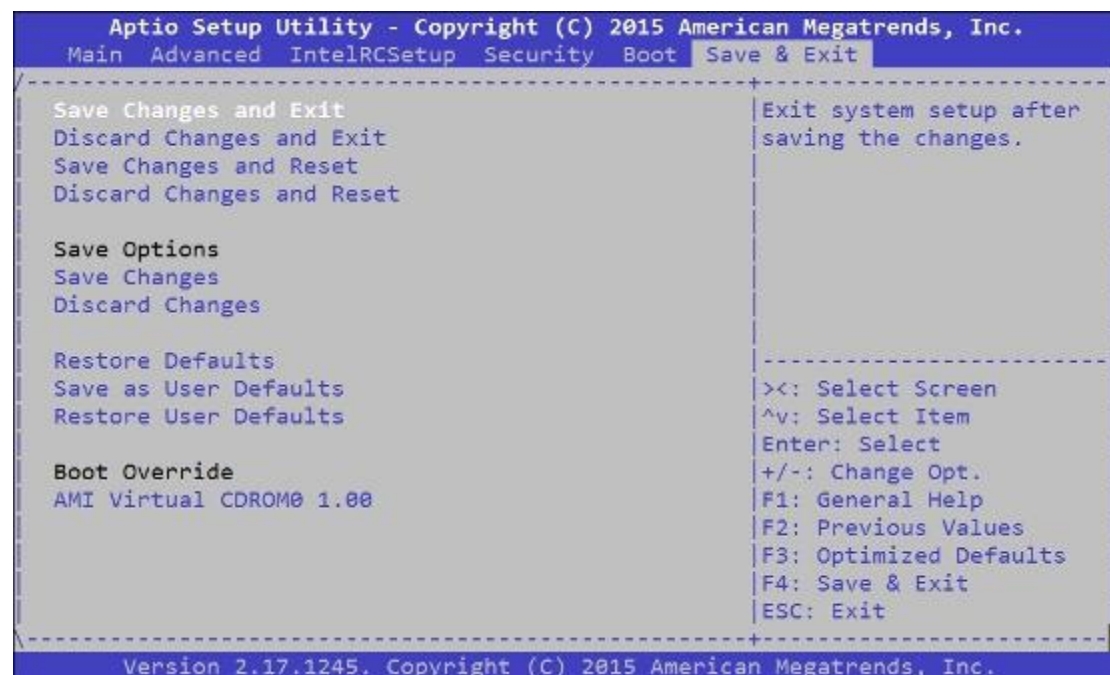 Aptio Setup Utility - Copyright (C) 2015 American Megatrends, Inc.
Main Advanced IntelRCSetup Security Boot Save & Exit
Save Changes and Exit
Discard Changes and Exit
Save Changes and Reset
Discard Changes and Reset
Save Options
Save Changes
Discard Changes
Restore Defaults
Save as User Defaults
Restore User Defaults
Boot Override
AMI Virtual CDROM0 1.00
Exit system setup after
saving the changes.
><: Select Screen
^v: Select Item
Enter: Select
+/-: Change Opt.
F1: General Help
F2: Previous Values
F3: Optimized Defaults
F4: Save & Exit
ESC: Exit
Version 2.17.1245. Copyright (C) 2015 American Megatrends, Inc.